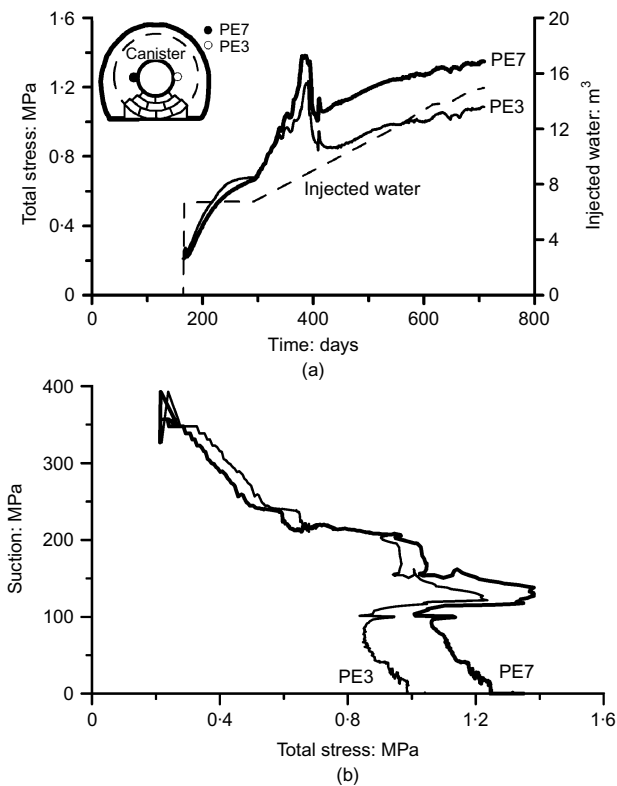 1·6
1·2
0·8
0·4
0
Total stress: MPa
Canister
PE7
PE3
20
16
12
8
4
0
Injected water: m³
PE7
PE3
Injected water
0 200 400 600 800
Time: days
(a)
400
300
200
100
0
Suction: MPa
PE3
PE7
0 0·4 0·8 1·2 1·6
Total stress: MPa
(b)